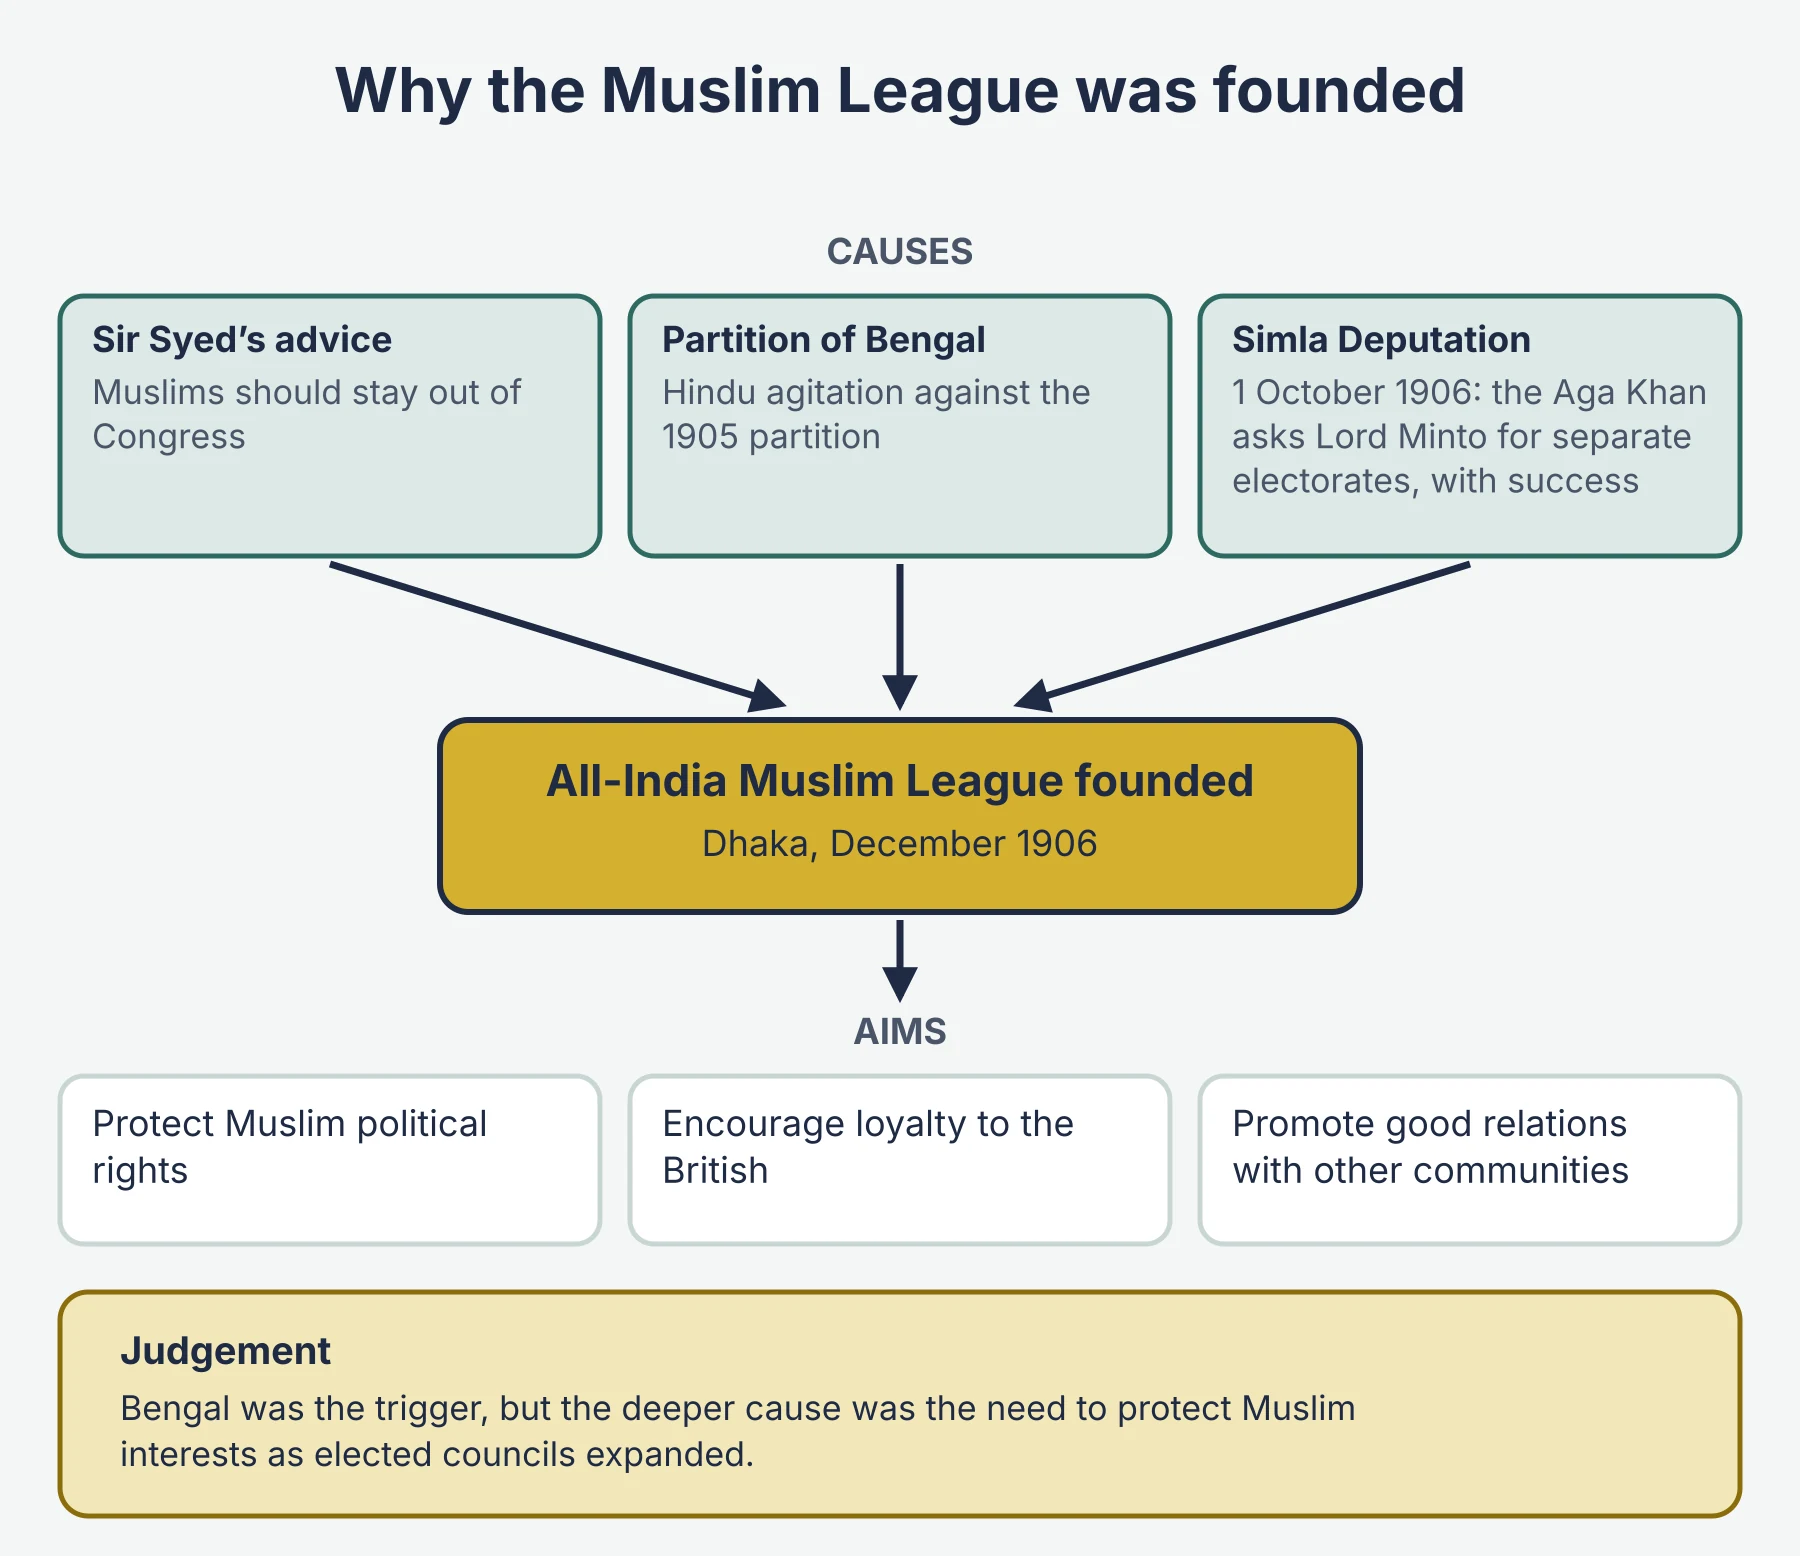 Why the Muslim League was founded
CAUSES
Sir Syed’s advice
Muslims should stay out of
Congress
Partition of Bengal
Hindu agitation against the
1905 partition
Simla Deputation
1 October 1906: the Aga Khan
asks Lord Minto for separate
electorates, with success
All-India Muslim League founded
Dhaka, December 1906
AIMS
Protect Muslim political
rights
Encourage loyalty to the
British
Promote good relations
with other communities
Judgement
Bengal was the trigger, but the deeper cause was the need to protect Muslim
interests as elected councils expanded.